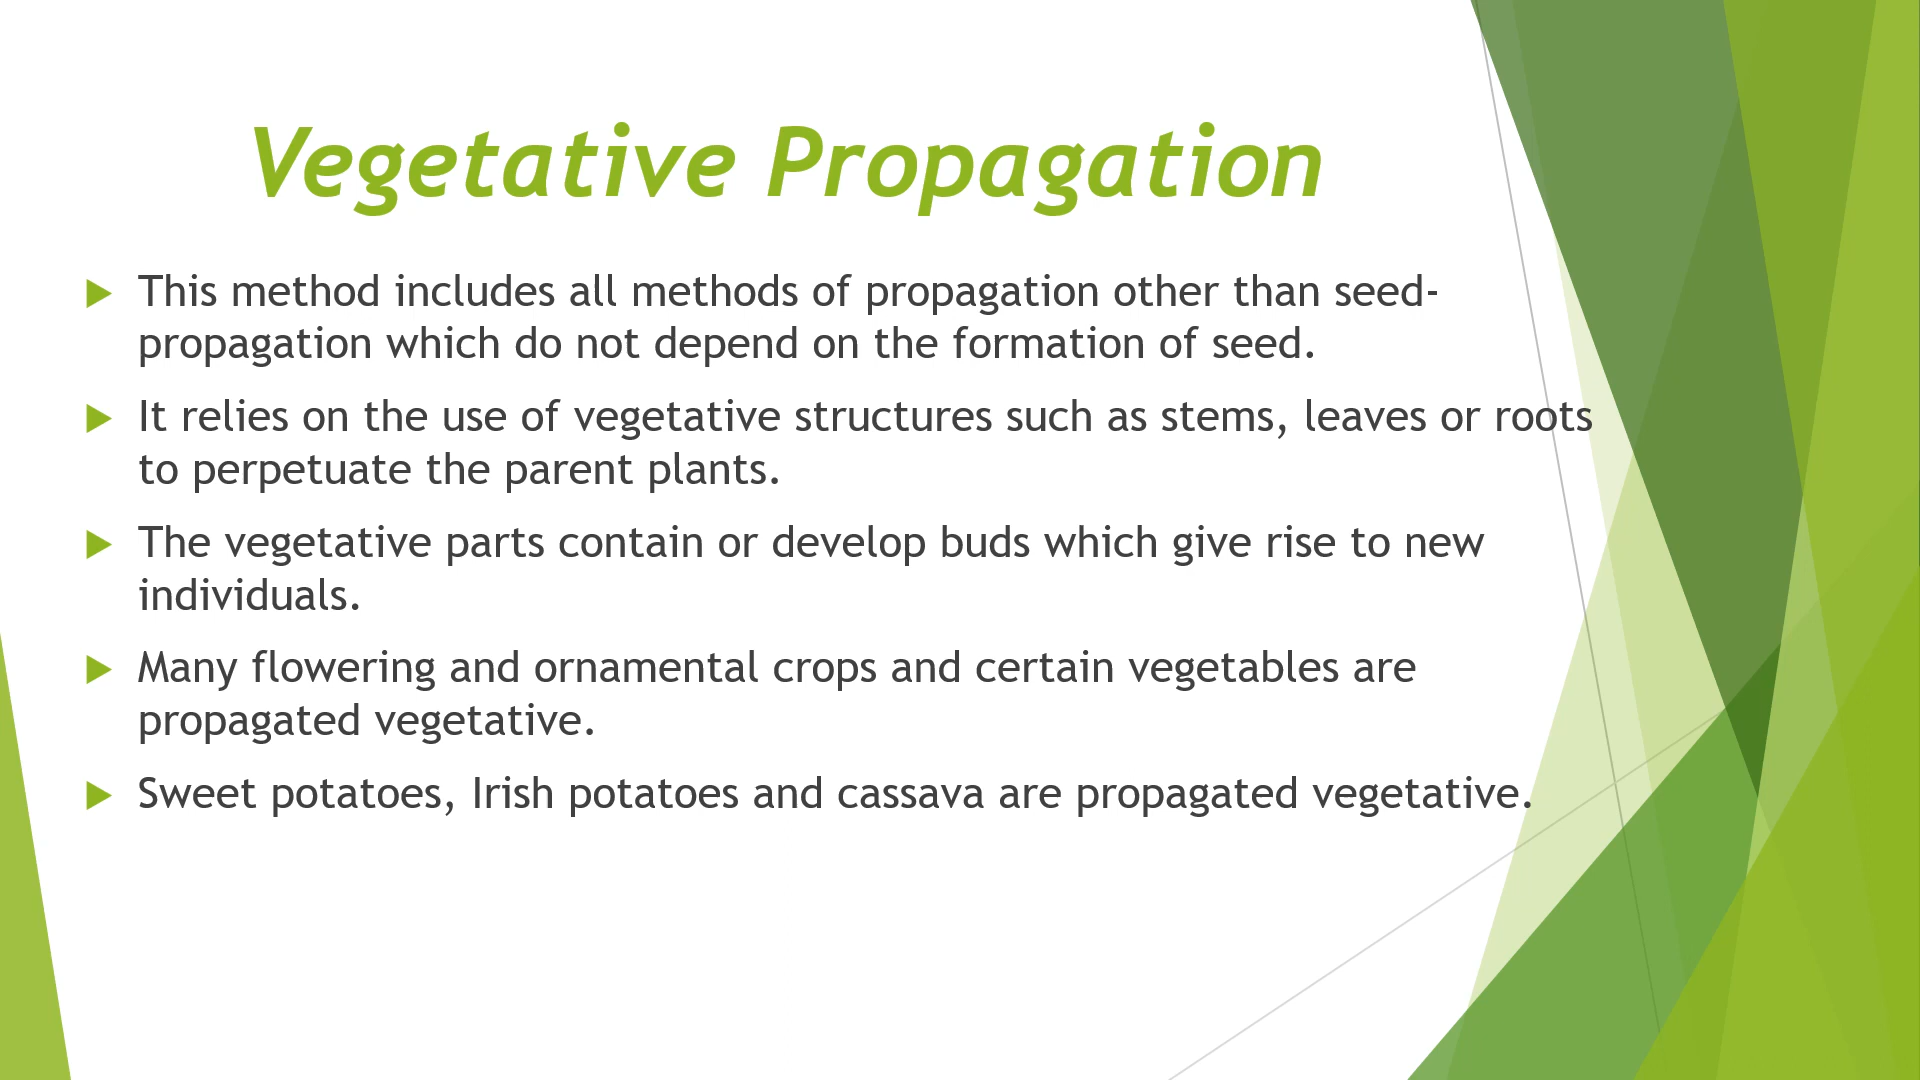 Vegetative Propagation
This method includes all methods of propagation other than seed-
propagation which do not depend on the formation of seed.
It relies on the use of vegetative structures such as stems, leaves or roots
to perpetuate the parent plants.
The vegetative parts contain or develop buds which give rise to new
individuals.
Many flowering and ornamental crops and certain vegetables are
propagated vegetative.
Sweet potatoes, Irish potatoes and cassava are propagated vegetative.